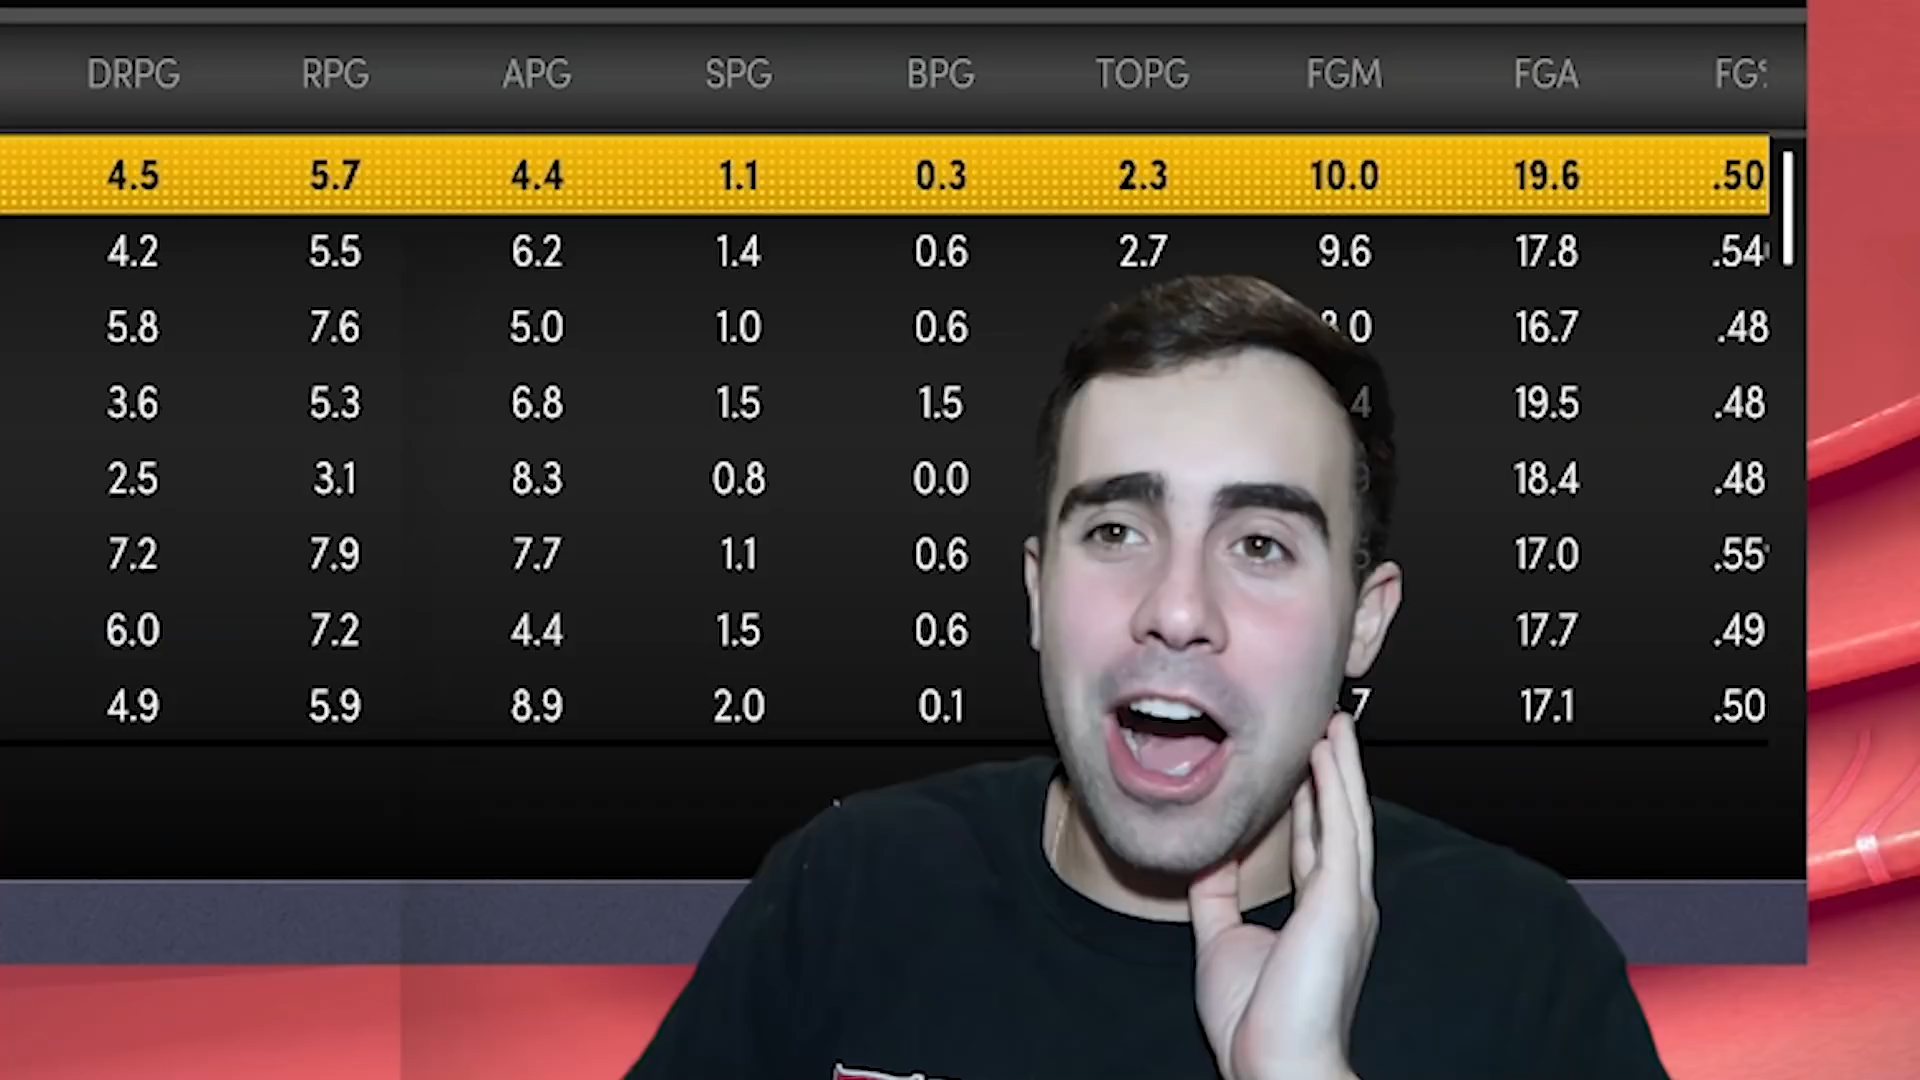 DRPG RPG APG SPG BPG TOPG FGM FGA
4.5 5.7 4.4 1.1 0.3 2.3 10.0 19.6 .50
4.2 5.5 6.2 1.4 0.6 2.7 9.6 17.8 .54
5.8 7.6 5.0 1.0 0.6 16.7 .48
3.6 5.3 6.8 1.5 1.5 19.5 .48
2.5 3.1 8.3 0.8 0.0 18.4 .48
7.2 7.9 7.7 1.1 0.6 17.0 .55
6.0 7.2 4.4 1.5 0.6 17.7 .49
4.9 5.9 8.9 2.0 0.1 17.1 .50